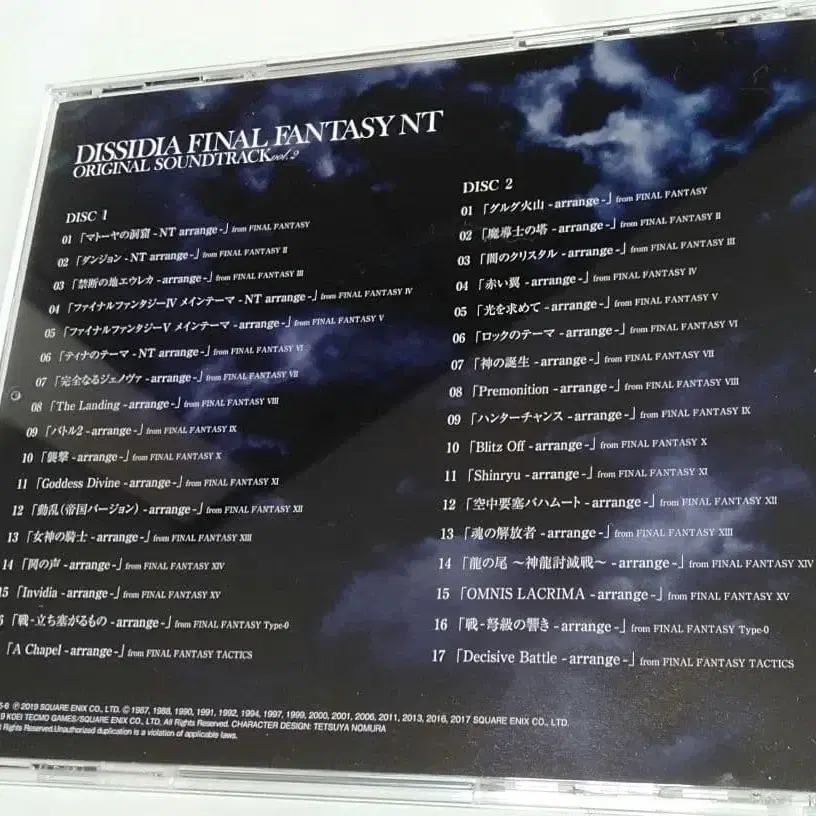 DISSIDIA FINAL FANTASY NT
ORIGINAL SOUNDTRACK vol.2
DISC 1
01「マトーヤの洞窟 - NT arrange -」from FINAL FANTASY
02「ダンジョン - NT arrange -」from FINAL FANTASY II
03「禁断の地エウレカ - arrange -」from FINAL FANTASY III
04「ファイナルファンタジーIV メインテーマ - NT arrange -」from FINAL FANTASY IV
05「ファイナルファンタジーV メインテーマ - arrange -」from FINAL FANTASY V
06「ティナのテーマ - NT arrange -」from FINAL FANTASY VI
07「完全なるジェノヴァ - arrange -」from FINAL FANTASY VII
08「The Landing - arrange -」from FINAL FANTASY VIII
09「バトル2 - arrange -」from FINAL FANTASY IX
10「襲撃 - arrange -」from FINAL FANTASY X
11「Goddess Divine - arrange -」from FINAL FANTASY XI
12「動乱(帝国バージョン) - arrange -」from FINAL FANTASY XII
13「女神の騎士 - arrange -」from FINAL FANTASY XIII
14「罔の声 - arrange -」from FINAL FANTASY XIV
15「Invidia - arrange -」from FINAL FANTASY XV
6「戦-立ち塞がるもの - arrange -」from FINAL FANTASY Type-0
「A Chapel - arrange -」from FINAL FANTASY TACTICS
DISC 2
01「グルグ火山 - arrange -」from FINAL FANTASY
02「魔導士の塔 - arrange -」from FINAL FANTASY II
03「闇のクリスタル - arrange -」from FINAL FANTASY III
04「赤い翼 - arrange -」from FINAL FANTASY IV
05「光を求めて - arrange -」from FINAL FANTASY V
06「ロックのテーマ - arrange -」from FINAL FANTASY VI
07「神の誕生 - arrange -」from FINAL FANTASY VII
08「Premonition - arrange -」from FINAL FANTASY VIII
09「ハンターチャンス - arrange -」from FINAL FANTASY IX
10「Blitz Off - arrange -」from FINAL FANTASY X
11「Shinryu - arrange -」from FINAL FANTASY XI
12「空中要塞バハムート - arrange -」from FINAL FANTASY XII
13「魂の解放者 - arrange -」from FINAL FANTASY XIII
14「龍の尾 ～神龍討滅戦～ - arrange -」from FINAL FANTASY XIV
15「OMNIS LACRIMA - arrange -」from FINAL FANTASY XV
16「戦-弩級の響き - arrange -」from FINAL FANTASY Type-0
17「Decisive Battle - arrange -」from FINAL FANTASY TACTICS
5-6 ℗2019 SQUARE ENIX CO., LTD. ©1987, 1988, 1990, 1991, 1992, 1994, 1997, 1999, 2000, 2001, 2006, 2011, 2013, 2016, 2017 SQUARE ENIX CO., LTD.
9 KOEI TECMO GAMES/SQUARE ENIX CO., LTD. All Rights Reserved. CHARACTER DESIGN: TETSUYA NOMURA
Rights Reserved.Unauthorized duplication is a violation of applicable laws.